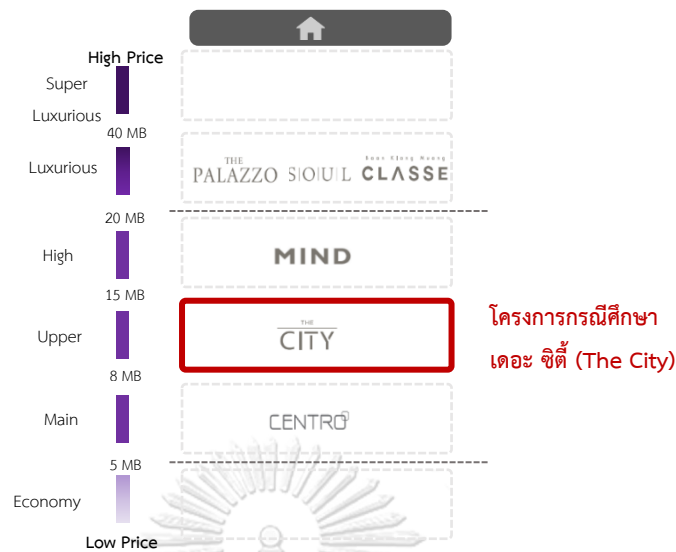 High Price
Super
Luxurious
40 MB
Luxurious
THE
PALAZZO
S|O|U|L
CLASSE
20 MB
High
MIND
15 MB
Upper
THE
CITY
โครงการกรณีศึกษา
เดอะ ซิตี้ (The City)
8 MB
Main
CENTRO
5 MB
Economy
Low Price